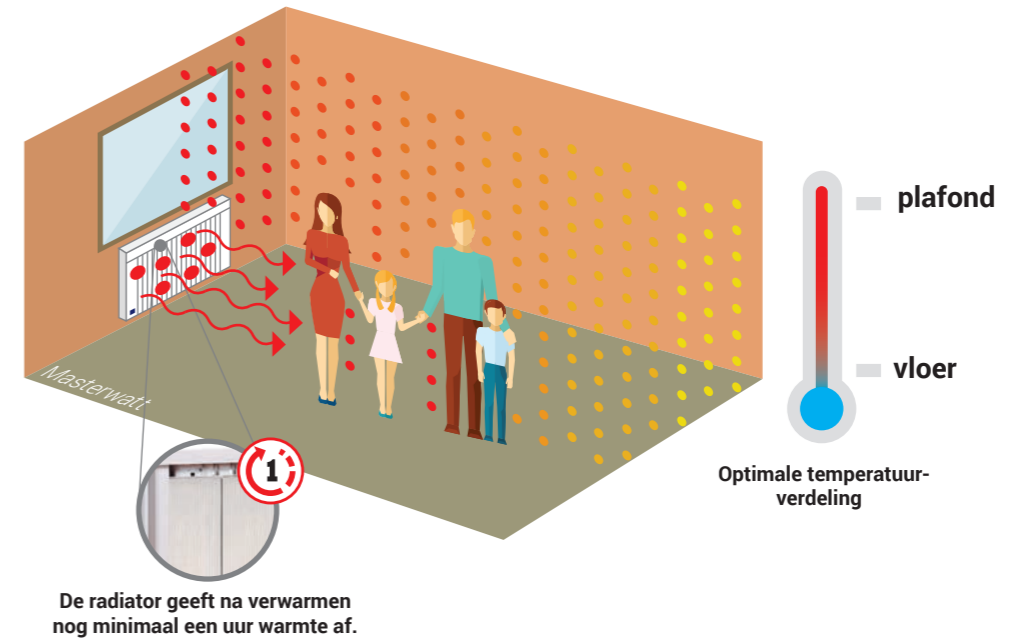 plafond
vloer
Masterwatt
1
Optimale temperatuur-
verdeling
De radiator geeft na verwarmen
nog minimaal een uur warmte af.